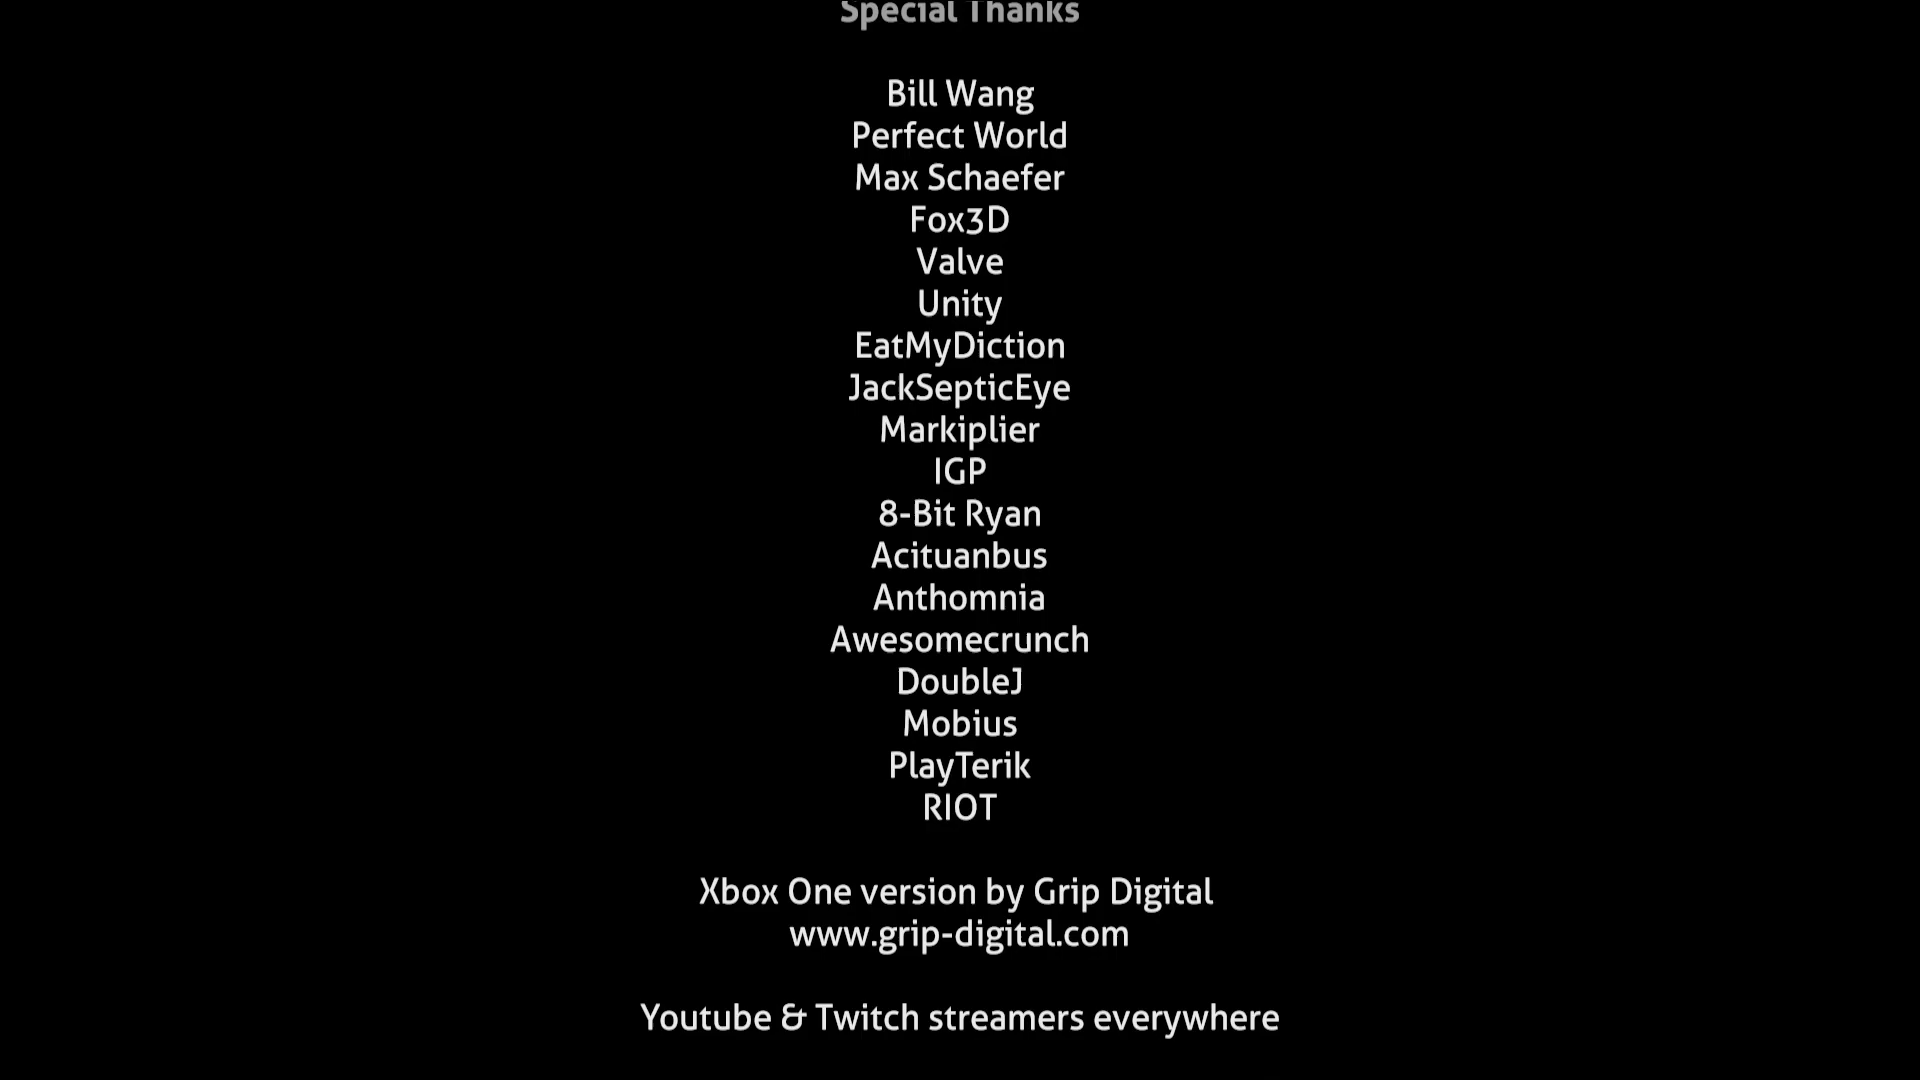 Special Thanks
Bill Wang
Perfect World
Max Schaefer
Fox3D
Valve
Unity
EatMyDiction
JackSepticEye
Markiplier
IGP
8-Bit Ryan
Acituanbus
Anthomnia
Awesomecrunch
DoubleJ
Mobius
PlayTerik
RIOT
Xbox One version by Grip Digital
www.grip-digital.com
Youtube & Twitch streamers everywhere